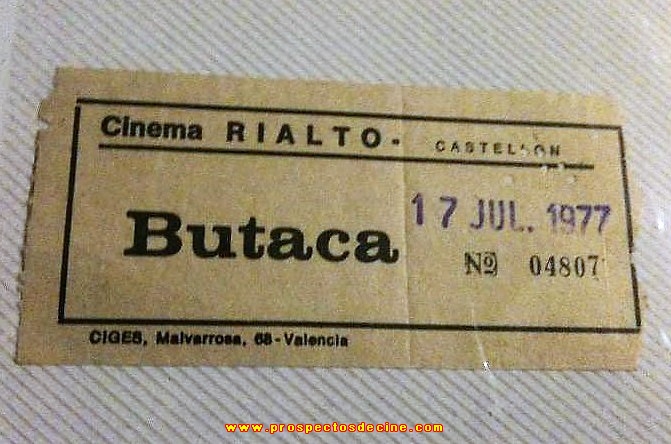 Cinema RIALTO - CASTELLON
17 JUL. 1977
Butaca
Nº 04807
CIGES, Malvarrosa, 68 - Valencia
www.prospectosdecine.com